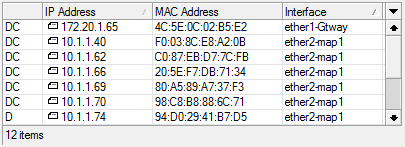 IP Address MAC Address Interface
DC 172.20.1.65 4C:5E:0C:02:B5:E2 ether1-Gtway
DC 10.1.1.40 F0:03:8C:E8:A2:0B ether2-map1
DC 10.1.1.62 C0:87:EB:D7:7C:FB ether2-map1
DC 10.1.1.66 20:5E:F7:DB:71:34 ether2-map1
DC 10.1.1.69 80:A5:89:A7:37:F3 ether2-map1
DC 10.1.1.70 98:C8:B8:88:6C:71 ether2-map1
D 10.1.1.74 94:D0:29:41:B7:D5 ether2-map1
12 items